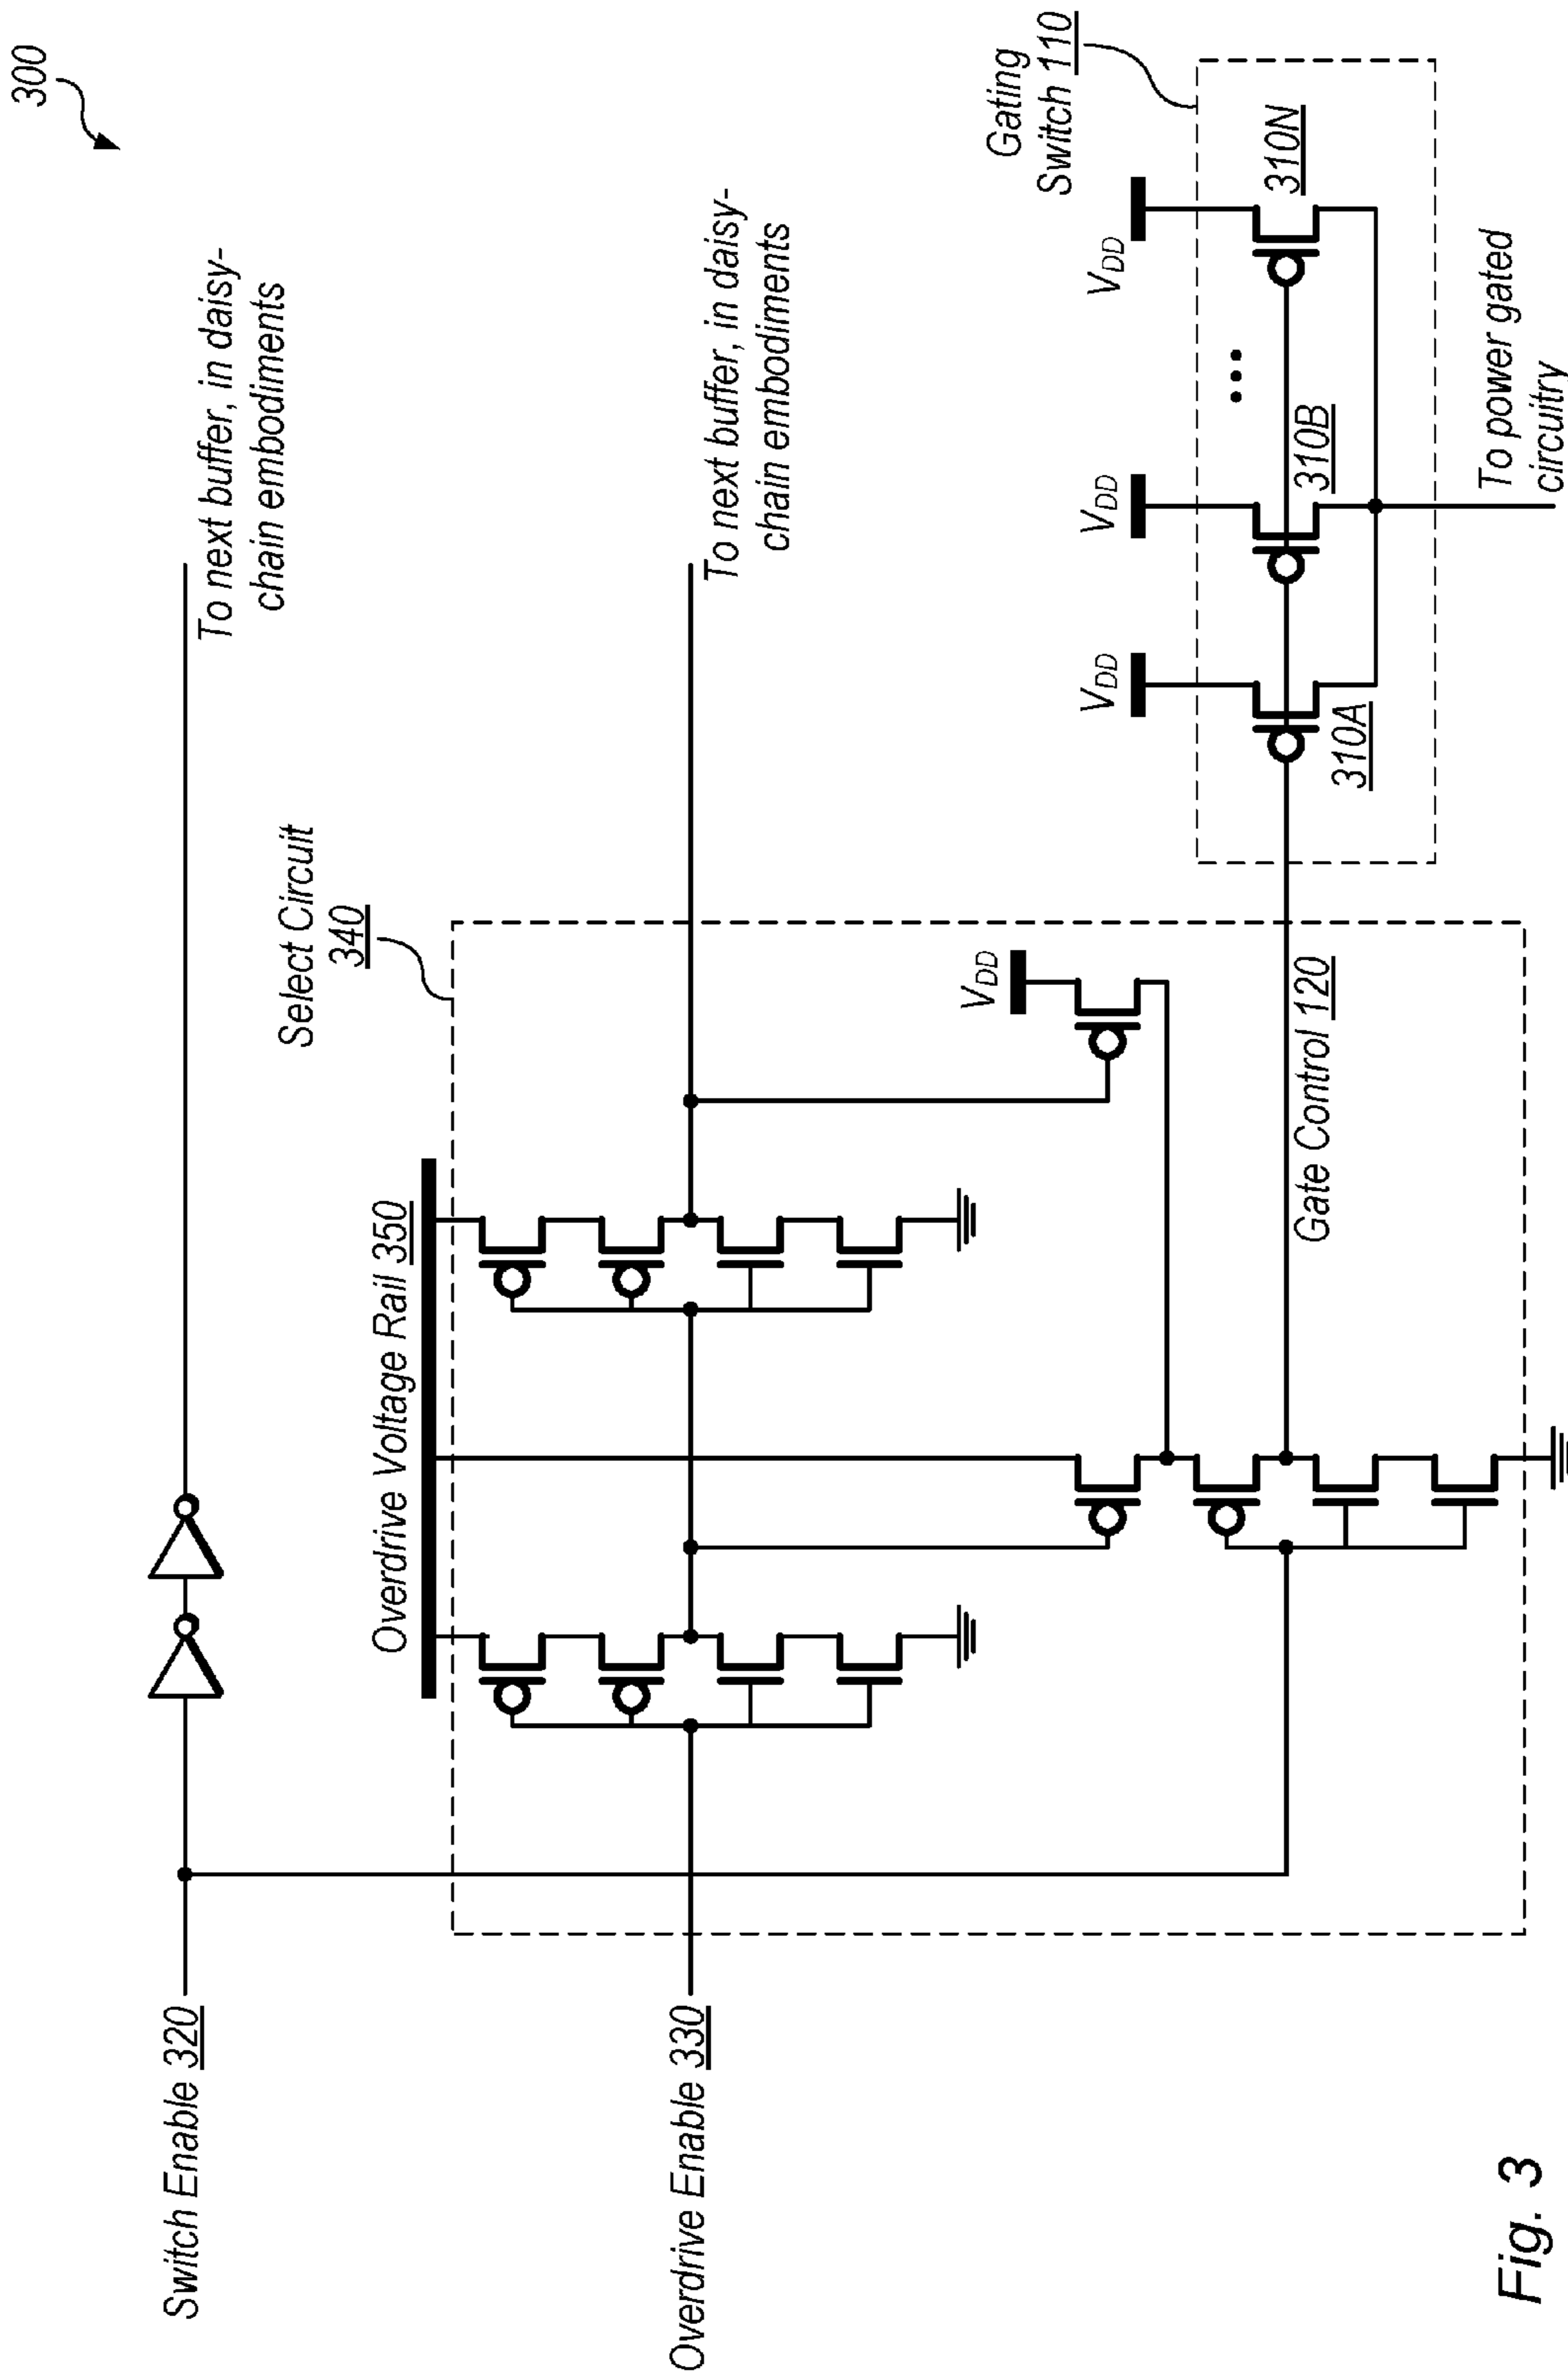 300
Switch Enable 320
To next buffer, in daisy-
chain embodiments
Select Circuit
340
Overdrive Voltage Rail 350
Overdrive Enable 330
To next buffer, in daisy-
chain embodiments
VDD
Gate Control 120
Gating
Switch 110
VDD
VDD
VDD
310A
310B
310N
To power gated
circuitry
Fig. 3